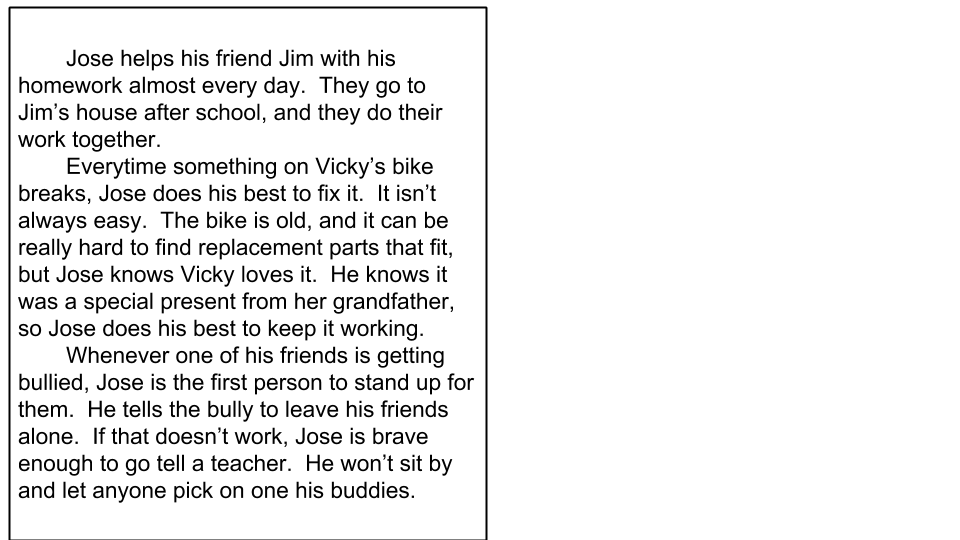 Jose helps his friend Jim with his
homework almost every day.  They go to
Jim’s house after school, and they do their
work together.
Everytime something on Vicky’s bike
breaks, Jose does his best to fix it.  It isn’t
always easy.  The bike is old, and it can be
really hard to find replacement parts that fit,
but Jose knows Vicky loves it.  He knows it
was a special present from her grandfather,
so Jose does his best to keep it working.
Whenever one of his friends is getting
bullied, Jose is the first person to stand up for
them.  He tells the bully to leave his friends
alone.  If that doesn’t work, Jose is brave
enough to go tell a teacher.  He won’t sit by
and let anyone pick on one his buddies.